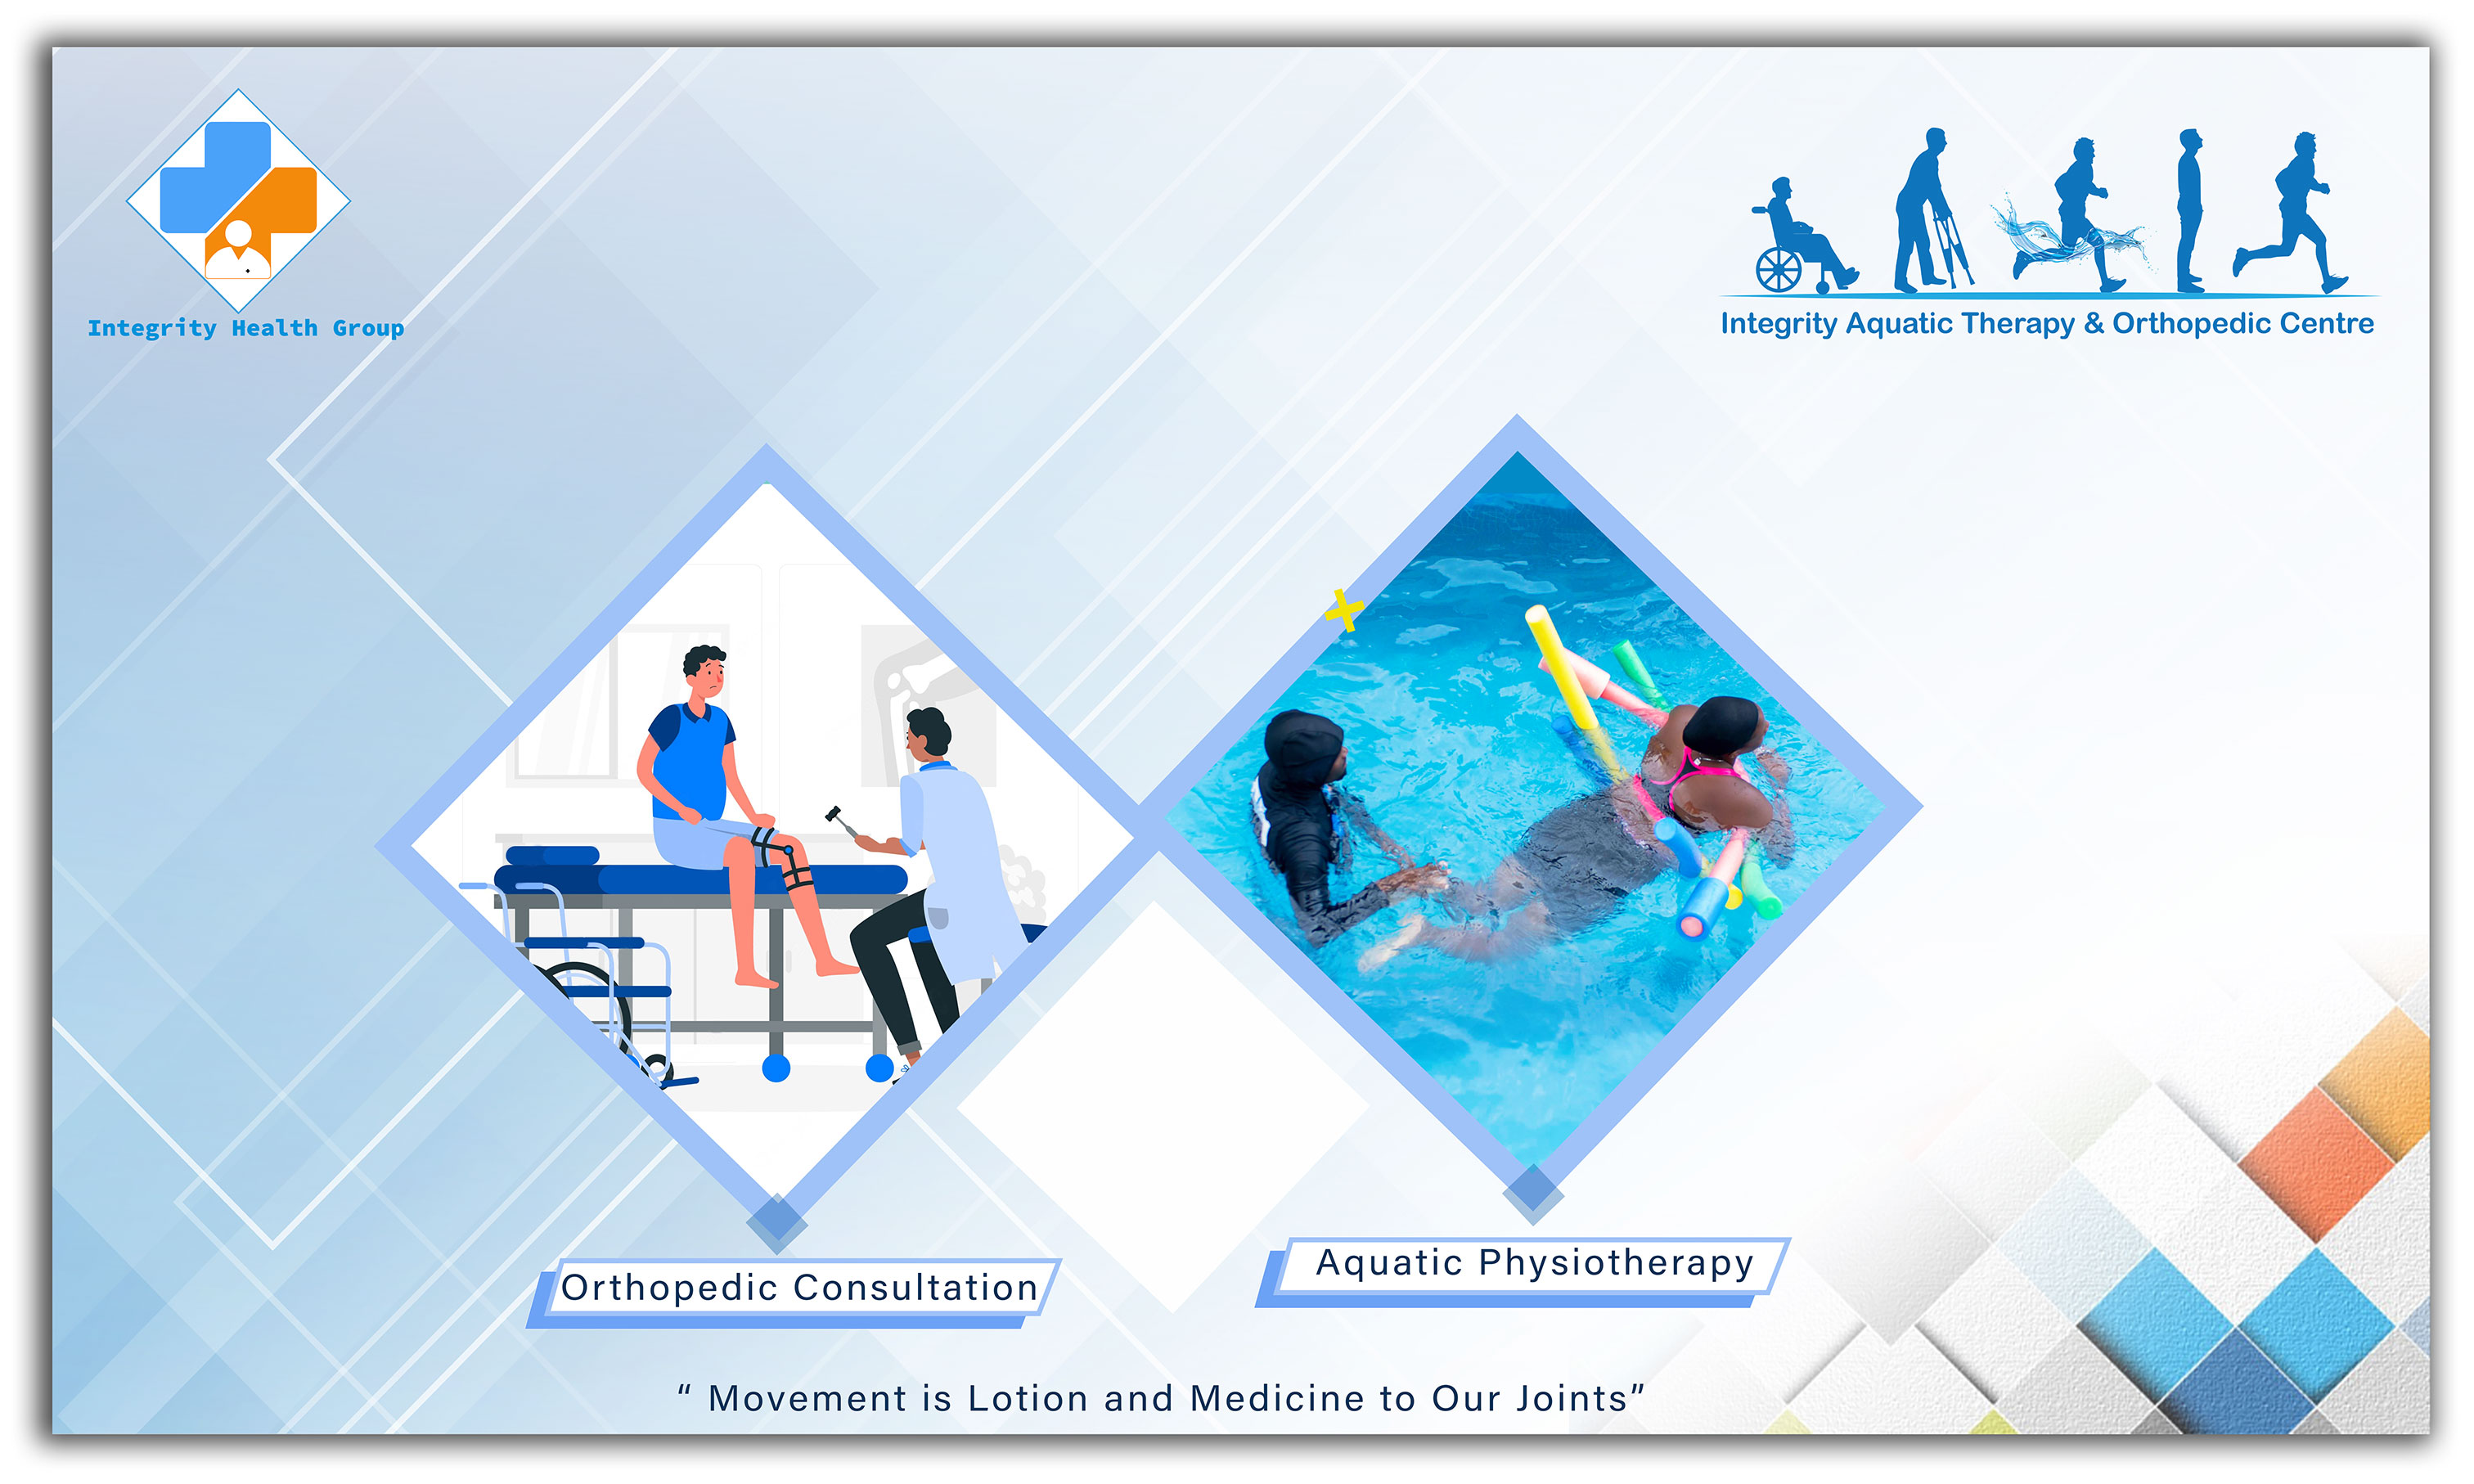 Integrity Health Group
Integrity Aquatic Therapy & Orthopedic Centre
Orthopedic Consultation
Aquatic Physiotherapy
“ Movement is Lotion and Medicine to Our Joints”